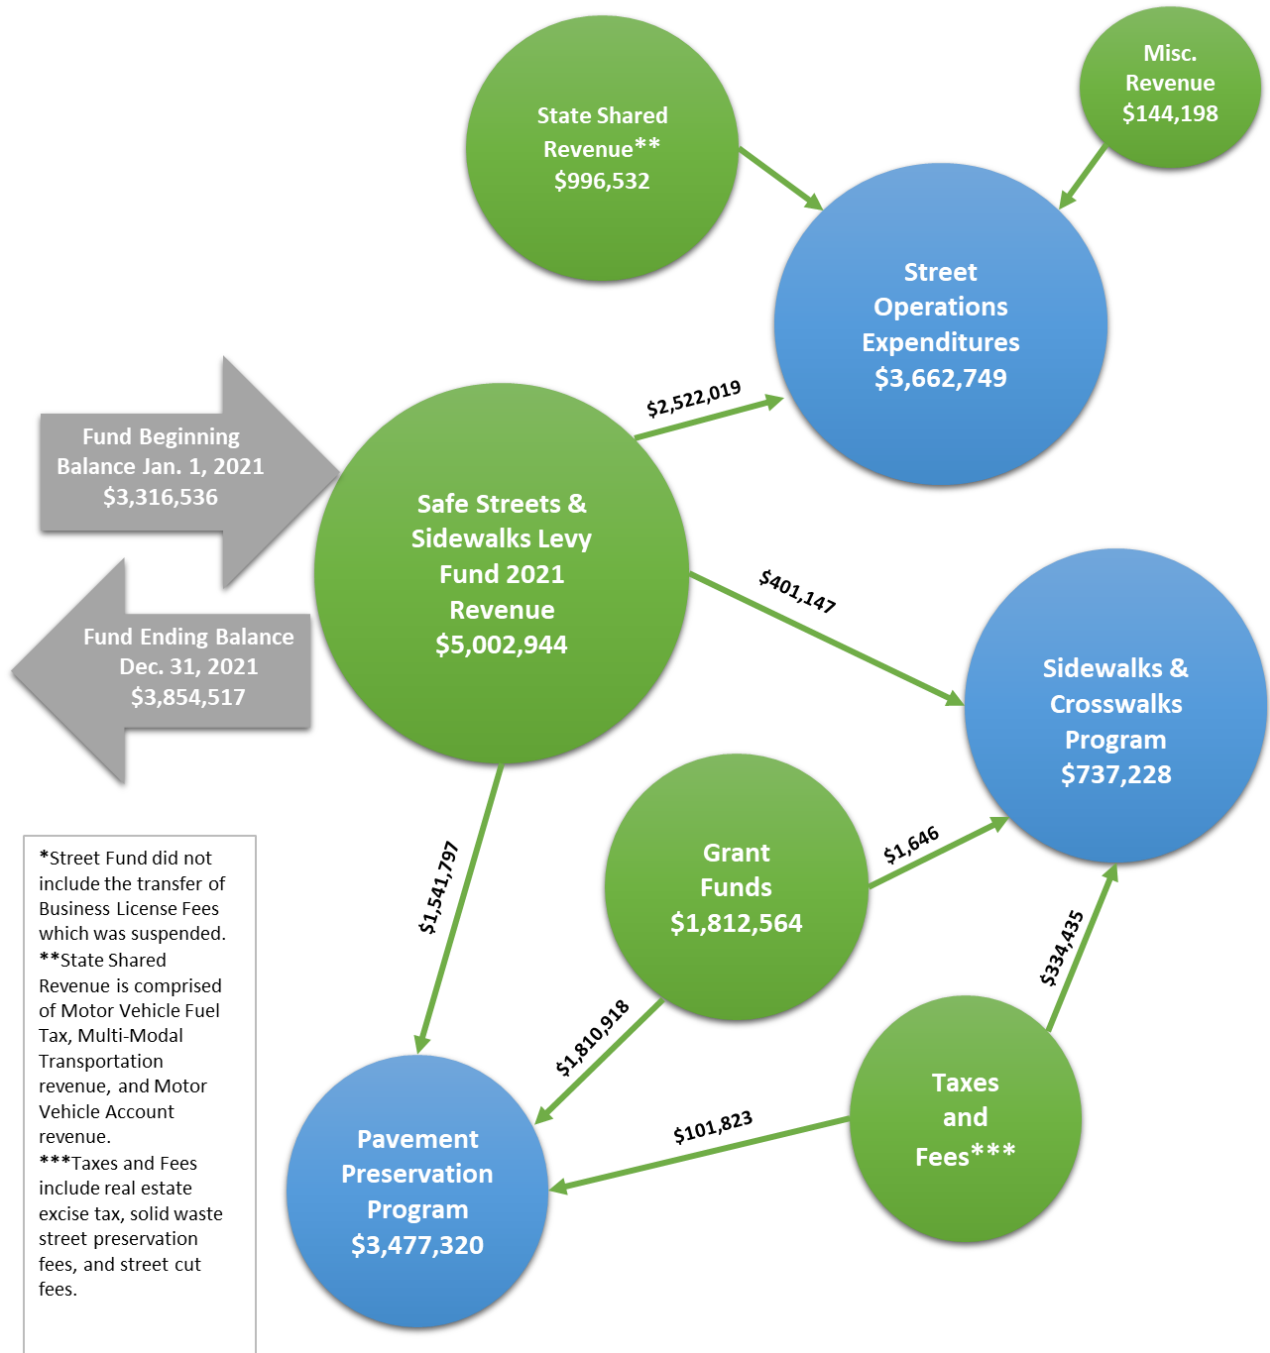 State Shared
Revenue**
$996,532
Misc.
Revenue
$144,198
Street
Operations
Expenditures
$3,662,749
$2,522,019
Fund Beginning
Balance Jan. 1, 2021
$3,316,536
Safe Streets &
Sidewalks Levy
Fund 2021
Revenue
$5,002,944
$401,147
Fund Ending Balance
Dec. 31, 2021
$3,854,517
Sidewalks &
Crosswalks
Program
$737,228
Grant
Funds
$1,812,564
$1,646
$1,541,797
$334,435
$1,810,918
Taxes
and
Fees***
$101,823
Pavement
Preservation
Program
$3,477,320
*Street Fund did not
include the transfer of
Business License Fees
which was suspended.
**State Shared
Revenue is comprised
of Motor Vehicle Fuel
Tax, Multi-Modal
Transportation
revenue, and Motor
Vehicle Account
revenue.
***Taxes and Fees
include real estate
excise tax, solid waste
street preservation
fees, and street cut
fees.